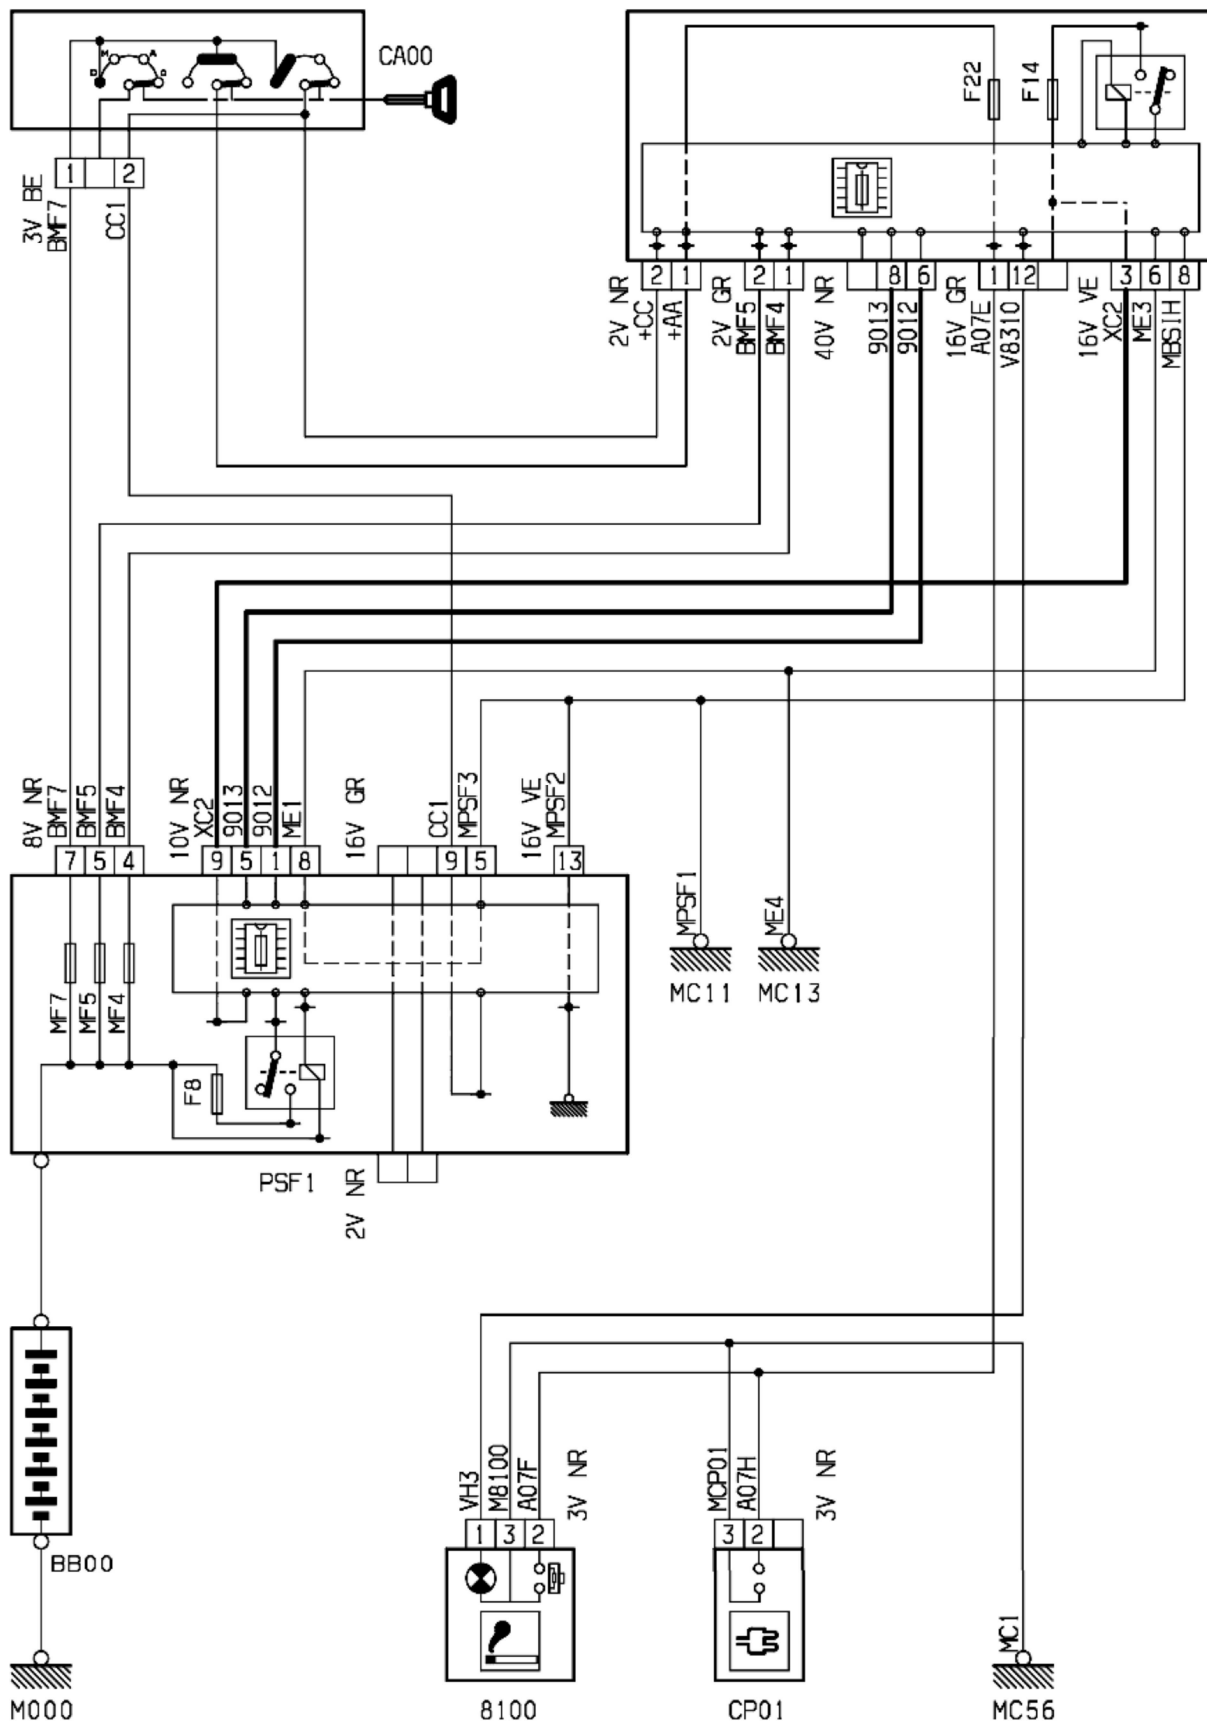 CA00
M
A
D
D
1
2
3V BE
BMF7
CC1
F22
F14
2
1
2
1
8
6
1
12
3
6
8
2V NR
+CC
+AA
2V GR
BMF5
BMF4
40V NR
9013
9012
16V GR
A07E
V8310
16V VE
XC2
ME3
MBSIH
8V NR
BMF7
BMF5
BMF4
10V NR
XC2
9013
9012
ME1
16V GR
CC1
MPSF3
16V VE
MPSF2
7
5
4
9
5
1
8
9
5
13
MPSF1
ME4
MC11
MC13
MF7
MF5
MF4
F8
PSF1
2V NR
BB00
M000
VH3
M8100
A07F
3V NR
1
3
2
8100
MCP01
A07H
3V NR
3
2
CP01
MC1
MC56